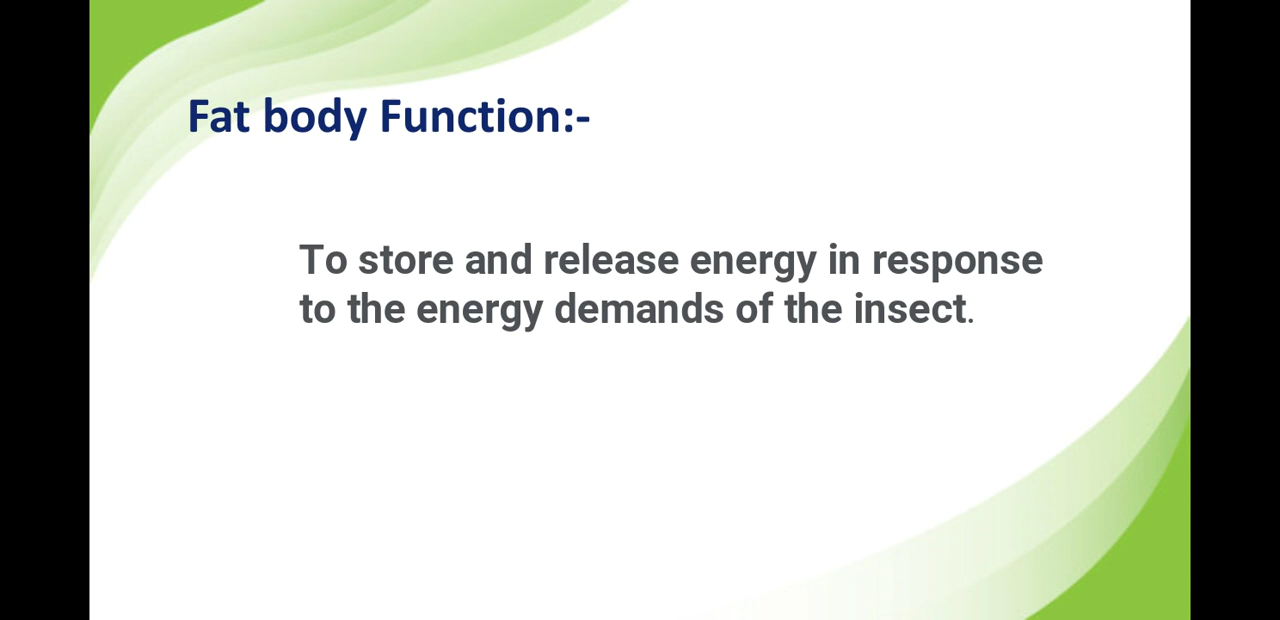 Fat body Function:-
To store and release energy in response
to the energy demands of the insect.